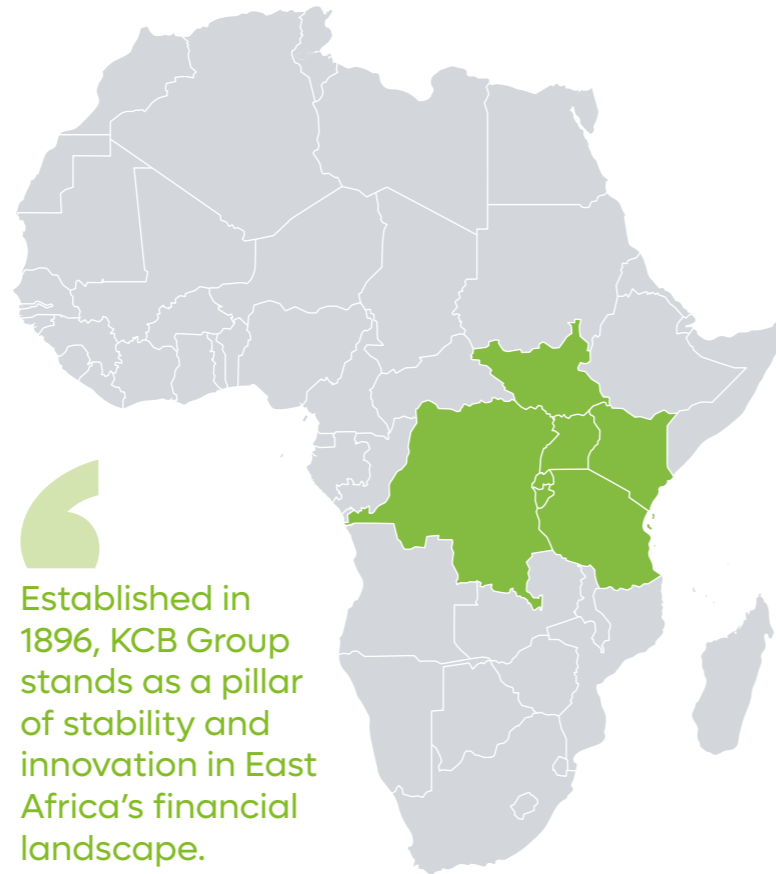 Established in
1896, KCB Group
stands as a pillar
of stability and
innovation in East
Africa’s financial
landscape.